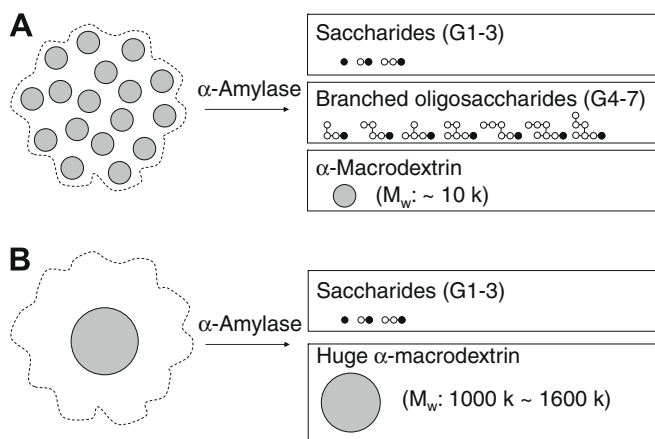 A
α-Amylase
Saccharides (G1-3)
Branched oligosaccharides (G4-7)
α-Macrodextrin
(Mw: ~ 10 k)
B
α-Amylase
Saccharides (G1-3)
Huge α-macrodextrin
(Mw: 1000 k ~ 1600 k)